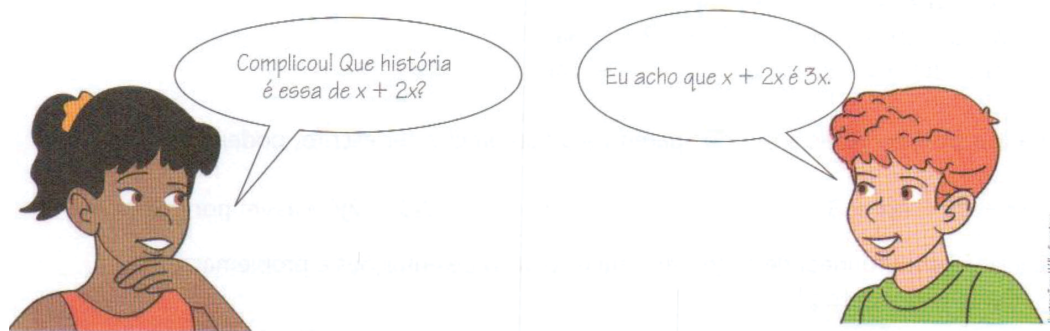 Complicou! Que história
é essa de x + 2x?
Eu acho que x + 2x é 3x.